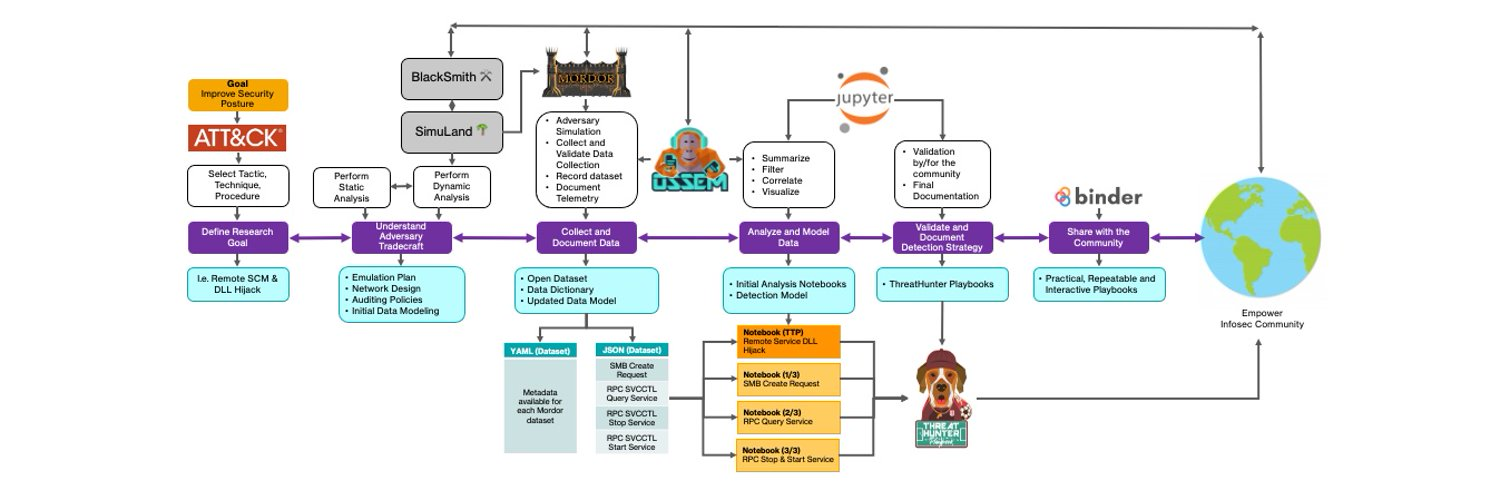 Goal
Improve Security
Posture
ATT&CK®
Select Tactic,
Technique,
Procedure
Define Research
Goal
I.e. Remote SCM &
DLL Hijack
BlackSmith
SimuLand
Perform
Static
Analysis
Perform
Dynamic
Analysis
Understand
Adversary
Tradecraft
• Emulation Plan
• Network Design
• Auditing Policies
• Initial Data Modeling
MORDOR
• Adversary
Simulation
• Collect and
Validate Data
Collection
• Record dataset
• Document
Telemetry
Collect and
Document Data
• Open Dataset
• Data Dictionary
• Updated Data Model
YAML (Dataset)
Metadata
available for
each Mordor
dataset
JSON (Dataset)
SMB Create
Request
RPC SVCCTL
Query Service
RPC SVCCTL
Stop Service
RPC SVCCTL
Start Service
OSSEM
jupyter
• Summarize
• Filter
• Correlate
• Visualize
Analyze and Model
Data
• Initial Analysis Notebooks
• Detection Model
Notebook (TTP)
Remote Service DLL
Hijack
Notebook (1/3)
SMB Create Request
Notebook (2/3)
RPC Query Service
Notebook (3/3)
RPC Stop & Start Service
• Validation
by/for the
community
• Final
Documentation
Validate and
Document
Detection Strategy
• ThreatHunter Playbooks
THREAT
HUNTER
Playbook
binder
Share with the
Community
• Practical, Repeatable and
Interactive Playbooks
Empower
Infosec Community